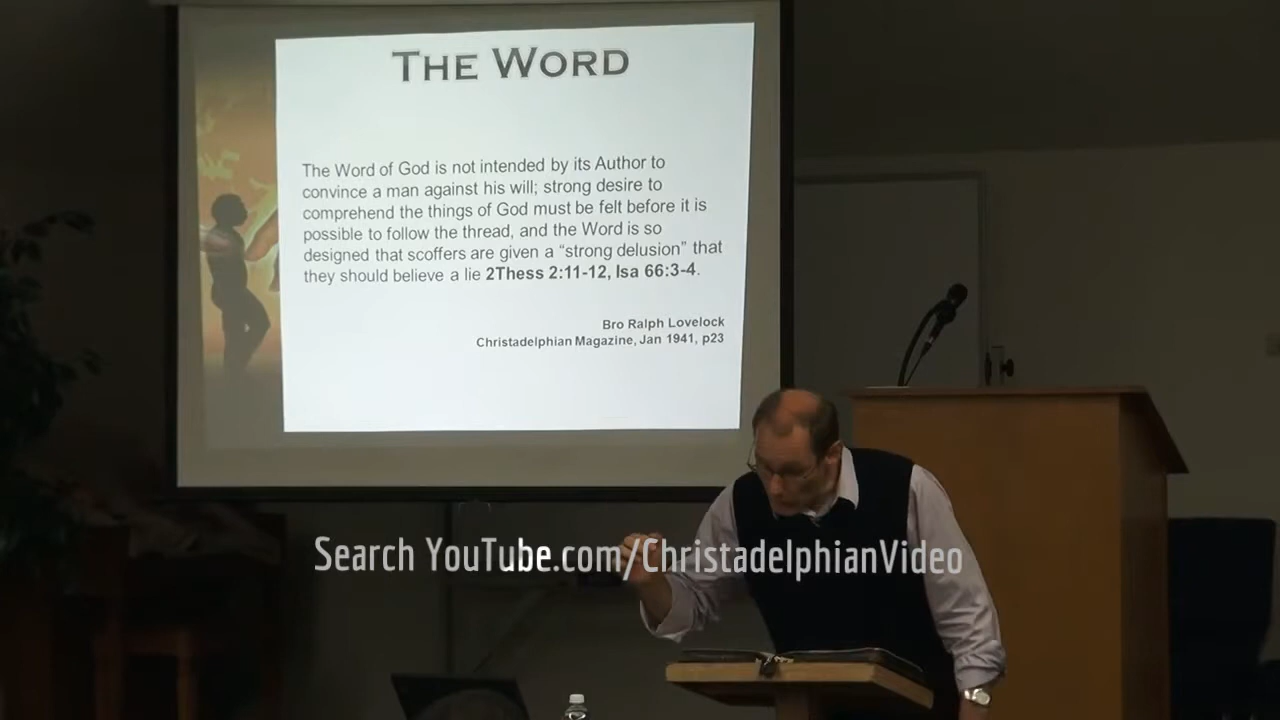 THE WORD
The Word of God is not intended by its Author to
convince a man against his will; strong desire to
comprehend the things of God must be felt before it is
possible to follow the thread, and the Word is so
designed that scoffers are given a “strong delusion” that
they should believe a lie 2Thess 2:11-12, Isa 66:3-4.
Bro Ralph Lovelock
Christadelphian Magazine, Jan 1941, p23
Search YouTube.com/ChristadelphianVideo